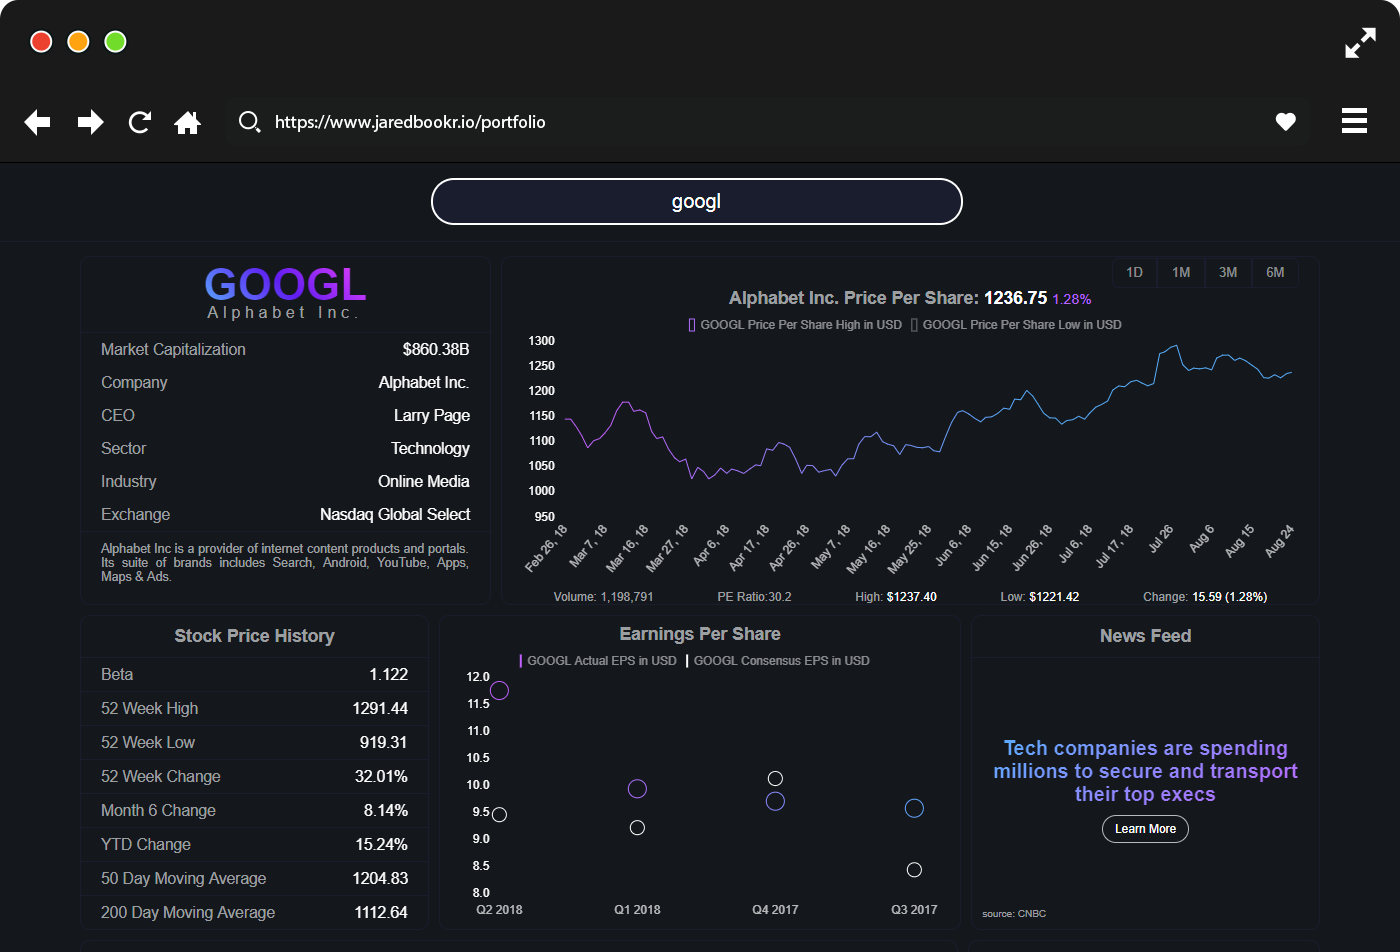 https://www.jaredbookr.io/portfolio
googl
GOOGL
Alphabet Inc.
Market Capitalization $860.38B
Company Alphabet Inc.
CEO Larry Page
Sector Technology
Industry Online Media
Exchange Nasdaq Global Select
Alphabet Inc is a provider of internet content products and portals.
Its suite of brands includes Search, Android, YouTube, Apps,
Maps & Ads.
1D 1M 3M 6M
Alphabet Inc. Price Per Share: 1236.75 1.28%
GOOGL Price Per Share High in USD GOOGL Price Per Share Low in USD
1300
1250
1200
1150
1100
1050
1000
950
Feb 26, 18 Mar 7, 18 Mar 16, 18 Mar 27, 18 Apr 6, 18 Apr 17, 18 Apr 26, 18 May 7, 18 May 16, 18 May 25, 18 Jun 6, 18 Jun 15, 18 Jun 26, 18 Jul 6, 18 Jul 17, 18 Jul 26 Aug 6 Aug 15 Aug 24
Volume: 1,198,791 PE Ratio:30.2 High: $1237.40 Low: $1221.42 Change: 15.59 (1.28%)
Stock Price History
Beta 1.122
52 Week High 1291.44
52 Week Low 919.31
52 Week Change 32.01%
Month 6 Change 8.14%
YTD Change 15.24%
50 Day Moving Average 1204.83
200 Day Moving Average 1112.64
Earnings Per Share
GOOGL Actual EPS in USD GOOGL Consensus EPS in USD
12.0
11.5
11.0
10.5
10.0
9.5
9.0
8.5
8.0
Q2 2018 Q1 2018 Q4 2017 Q3 2017
News Feed
Tech companies are spending
millions to secure and transport
their top execs
Learn More
source: CNBC